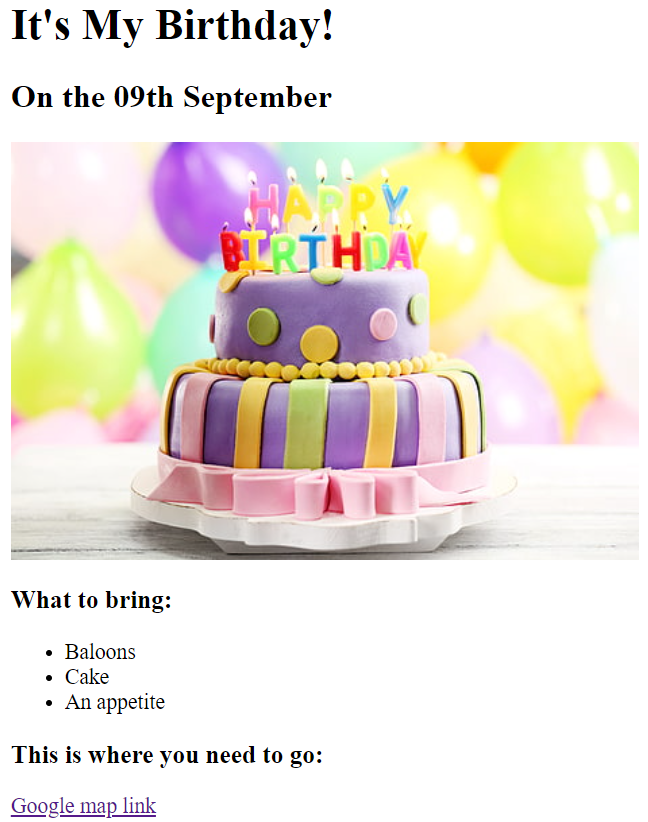 It's My Birthday!
On the 09th September
HAPPY
BIRTHDAY
What to bring:
Baloons
Cake
An appetite
This is where you need to go:
Google map link